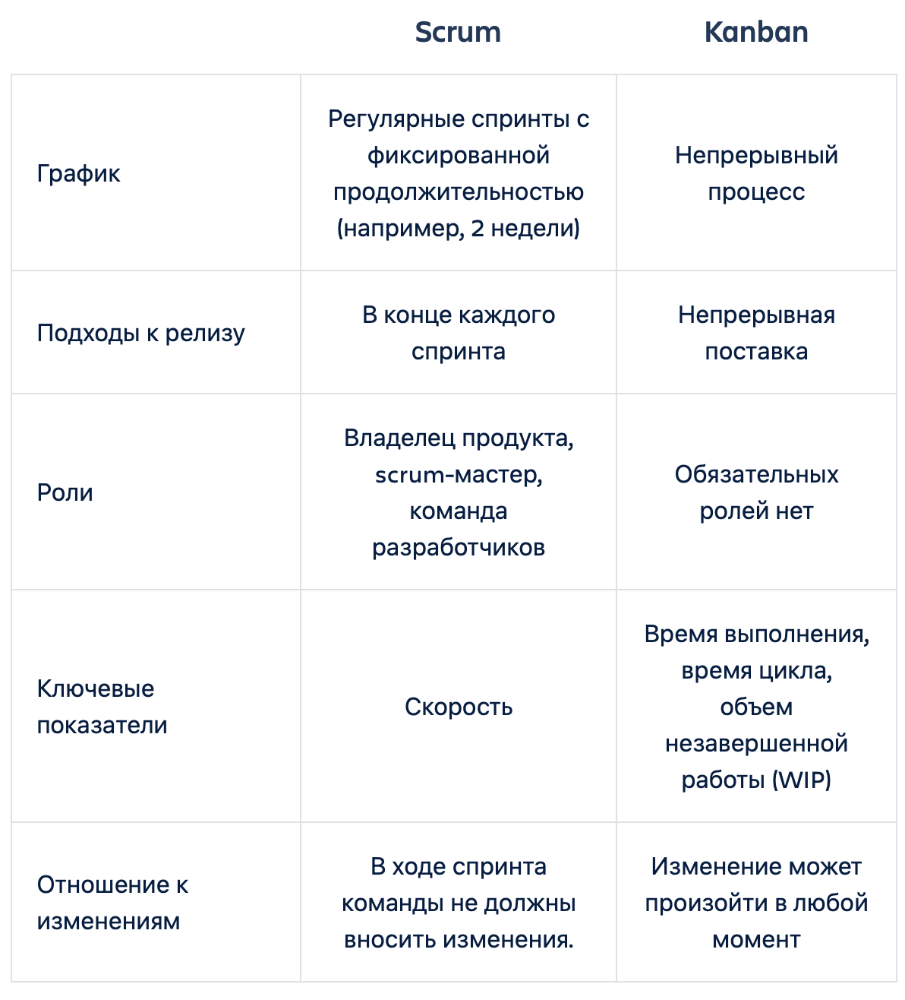 Scrum
Kanban
График
Регулярные спринты с
фиксированной
продолжительностью
(например, 2 недели)
Непрерывный
процесс
Подходы к релизу
В конце каждого
спринта
Непрерывная
поставка
Роли
Владелец продукта,
scrum-мастер,
команда
разработчиков
Обязательных
ролей нет
Ключевые
показатели
Скорость
Время выполнения,
время цикла,
объем
незавершенной
работы (WIP)
Отношение к
изменениям
В ходе спринта
команды не должны
вносить изменения.
Изменение может
произойти в любой
момент